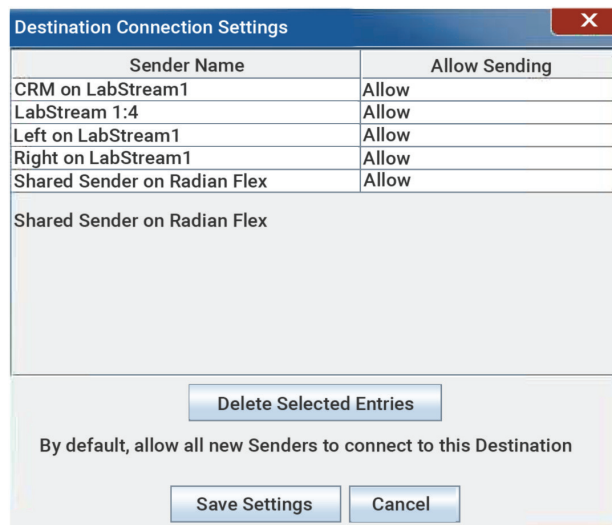 Destination Connection Settings
X
Sender Name Allow Sending
CRM on LabStream1 Allow
LabStream 1:4 Allow
Left on LabStream1 Allow
Right on LabStream1 Allow
Shared Sender on Radian Flex Allow
Shared Sender on Radian Flex
Delete Selected Entries
By default, allow all new Senders to connect to this Destination
Save Settings Cancel